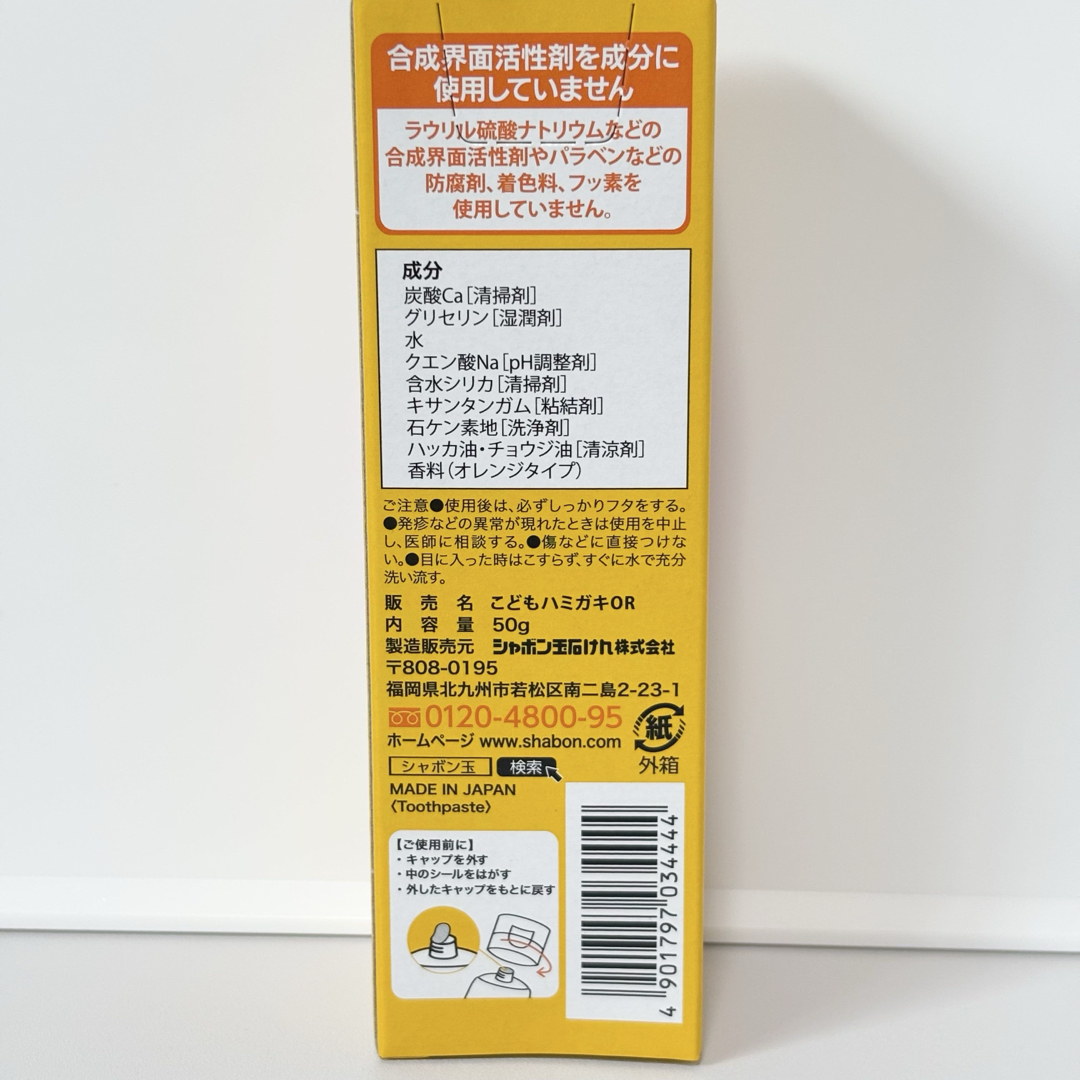 合成界面活性剤を成分に
使用していません
ラウリル硫酸ナトリウムなどの
合成界面活性剤やパラベンなどの
防腐剤、着色料、フッ素を
使用していません。
成分
炭酸Ca［清掃剤］
グリセリン［湿潤剤］
水
クエン酸Na［pH調整剤］
含水シリカ［清掃剤］
キサンタンガム［粘結剤］
石ケン素地［洗浄剤］
ハッカ油・チョウジ油［清涼剤］
香料（オレンジタイプ）
ご注意●使用後は、必ずしっかりフタをする。
●発疹などの異常が現れたときは使用を中止
し、医師に相談する。●傷などに直接つけな
い。●目に入った時はこすらず、すぐに水で充分
洗い流す。
販売名 こどもハミガキOR
内容量 50g
製造販売元 シャボン玉石けん株式会社
〒808-0195
福岡県北九州市若松区南二島2-23-1
0120-4800-95
ホームページ www.shabon.com
紙
外箱
シャボン玉 検索
MADE IN JAPAN
〈Toothpaste〉
【ご使用前に】
・キャップを外す
・中のシールをはがす
・外したキャップをもとに戻す
4 901797 034444